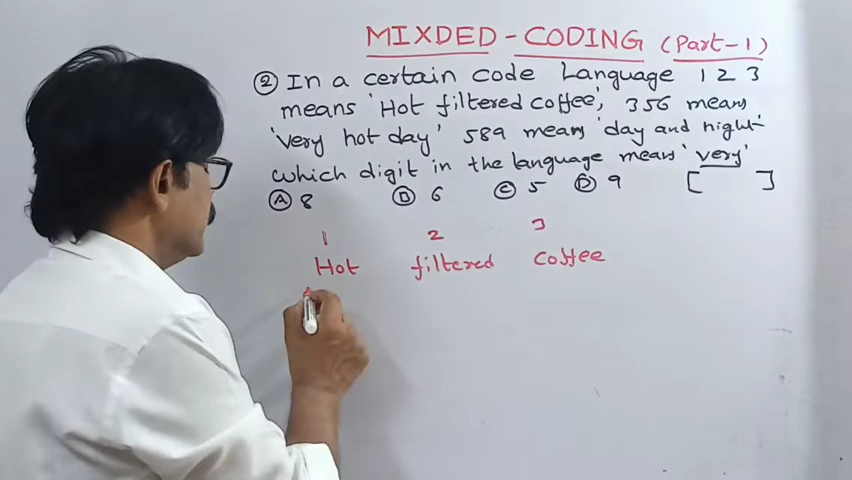 MIXDED - CODING (Part-1)
② In a certain code Language 1 2 3
means 'Hot filtered coffee', 356 means
'very hot day' 589 means 'day and night'
which digit in the language means 'very'
Ⓐ 8 Ⓑ 6 Ⓒ 5 Ⓓ 9 [ ]
1 2 3
Hot filtered coffee